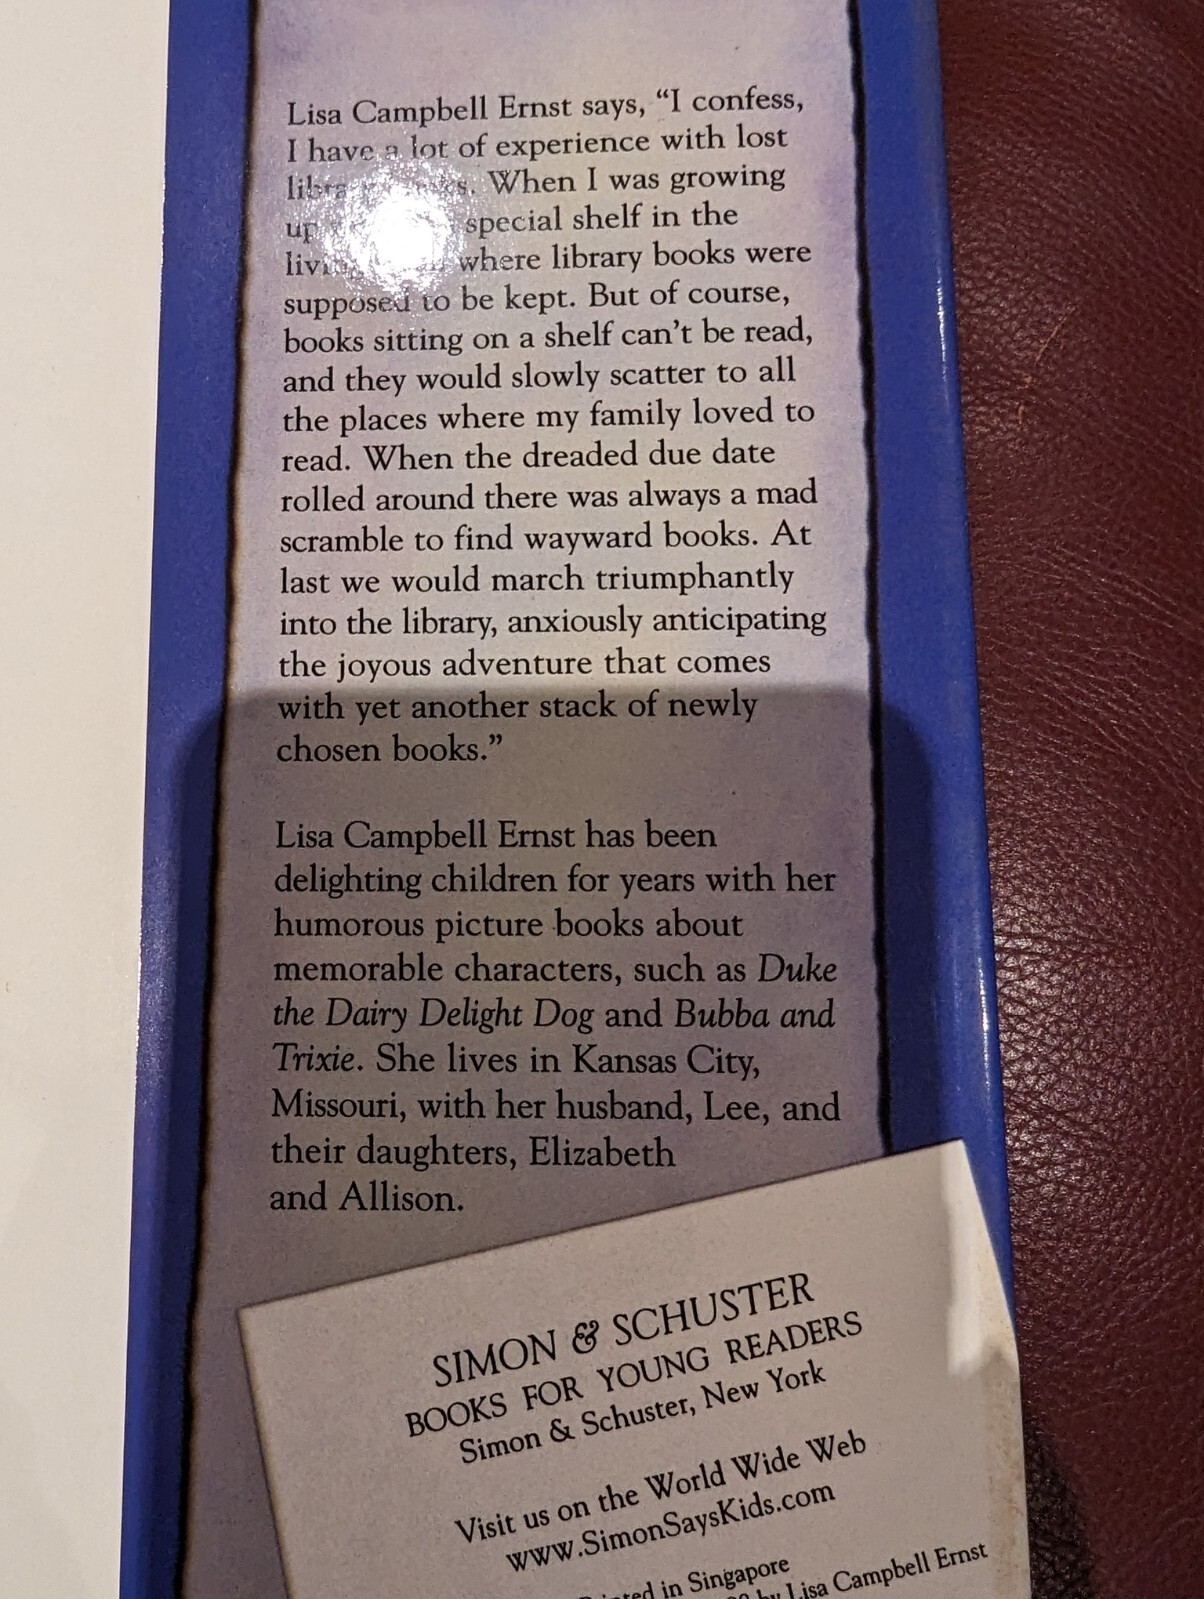 Lisa Campbell Ernst says, “I confess,
I have a lot of experience with lost
When I was growing
up special shelf in the
where library books were
supposed to be kept. But of course,
books sitting on a shelf can’t be read,
and they would slowly scatter to all
the places where my family loved to
read. When the dreaded due date
rolled around there was always a mad
scramble to find wayward books. At
last we would march triumphantly
into the library, anxiously anticipating
the joyous adventure that comes
with yet another stack of newly
chosen books.”
Lisa Campbell Ernst has been
delighting children for years with her
humorous picture books about
memorable characters, such as Duke
the Dairy Delight Dog and Bubba and
Trixie. She lives in Kansas City,
Missouri, with her husband, Lee, and
their daughters, Elizabeth
and Allison.
SIMON & SCHUSTER
BOOKS FOR YOUNG READERS
Simon & Schuster, New York
Visit us on the World Wide Web
www.SimonSaysKids.com
in Singapore
by Lisa Campbell Ernst